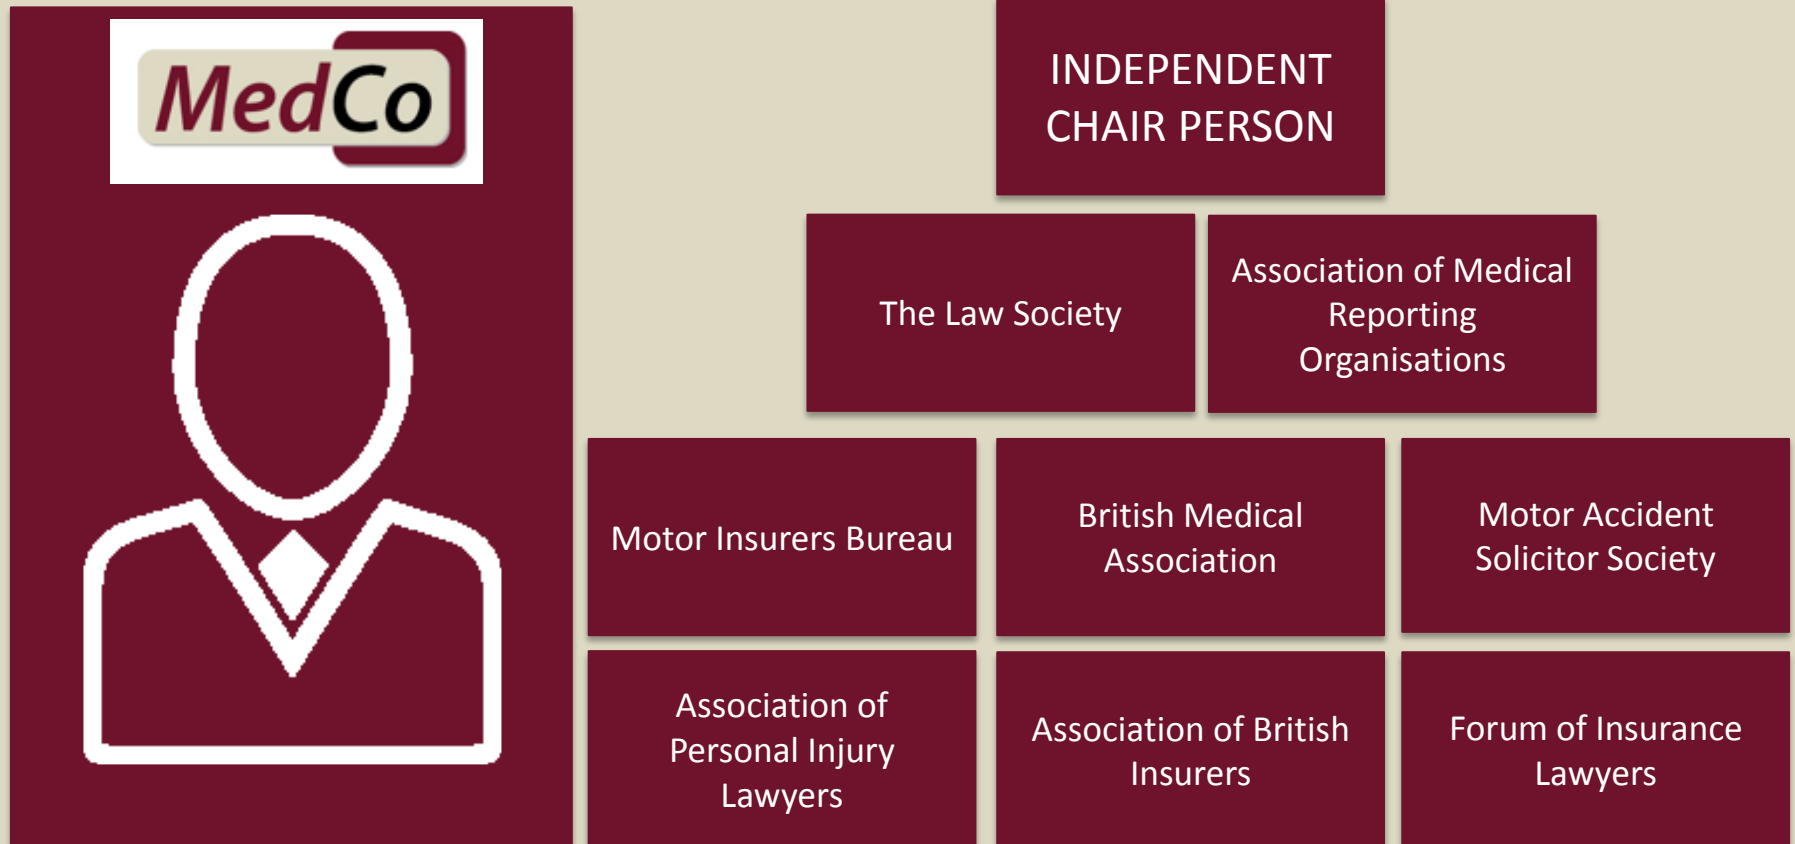 MedCo
INDEPENDENT
CHAIR PERSON
The Law Society
Association of Medical
Reporting
Organisations
Motor Insurers Bureau
British Medical
Association
Motor Accident
Solicitor Society
Association of
Personal Injury
Lawyers
Association of British
Insurers
Forum of Insurance
Lawyers